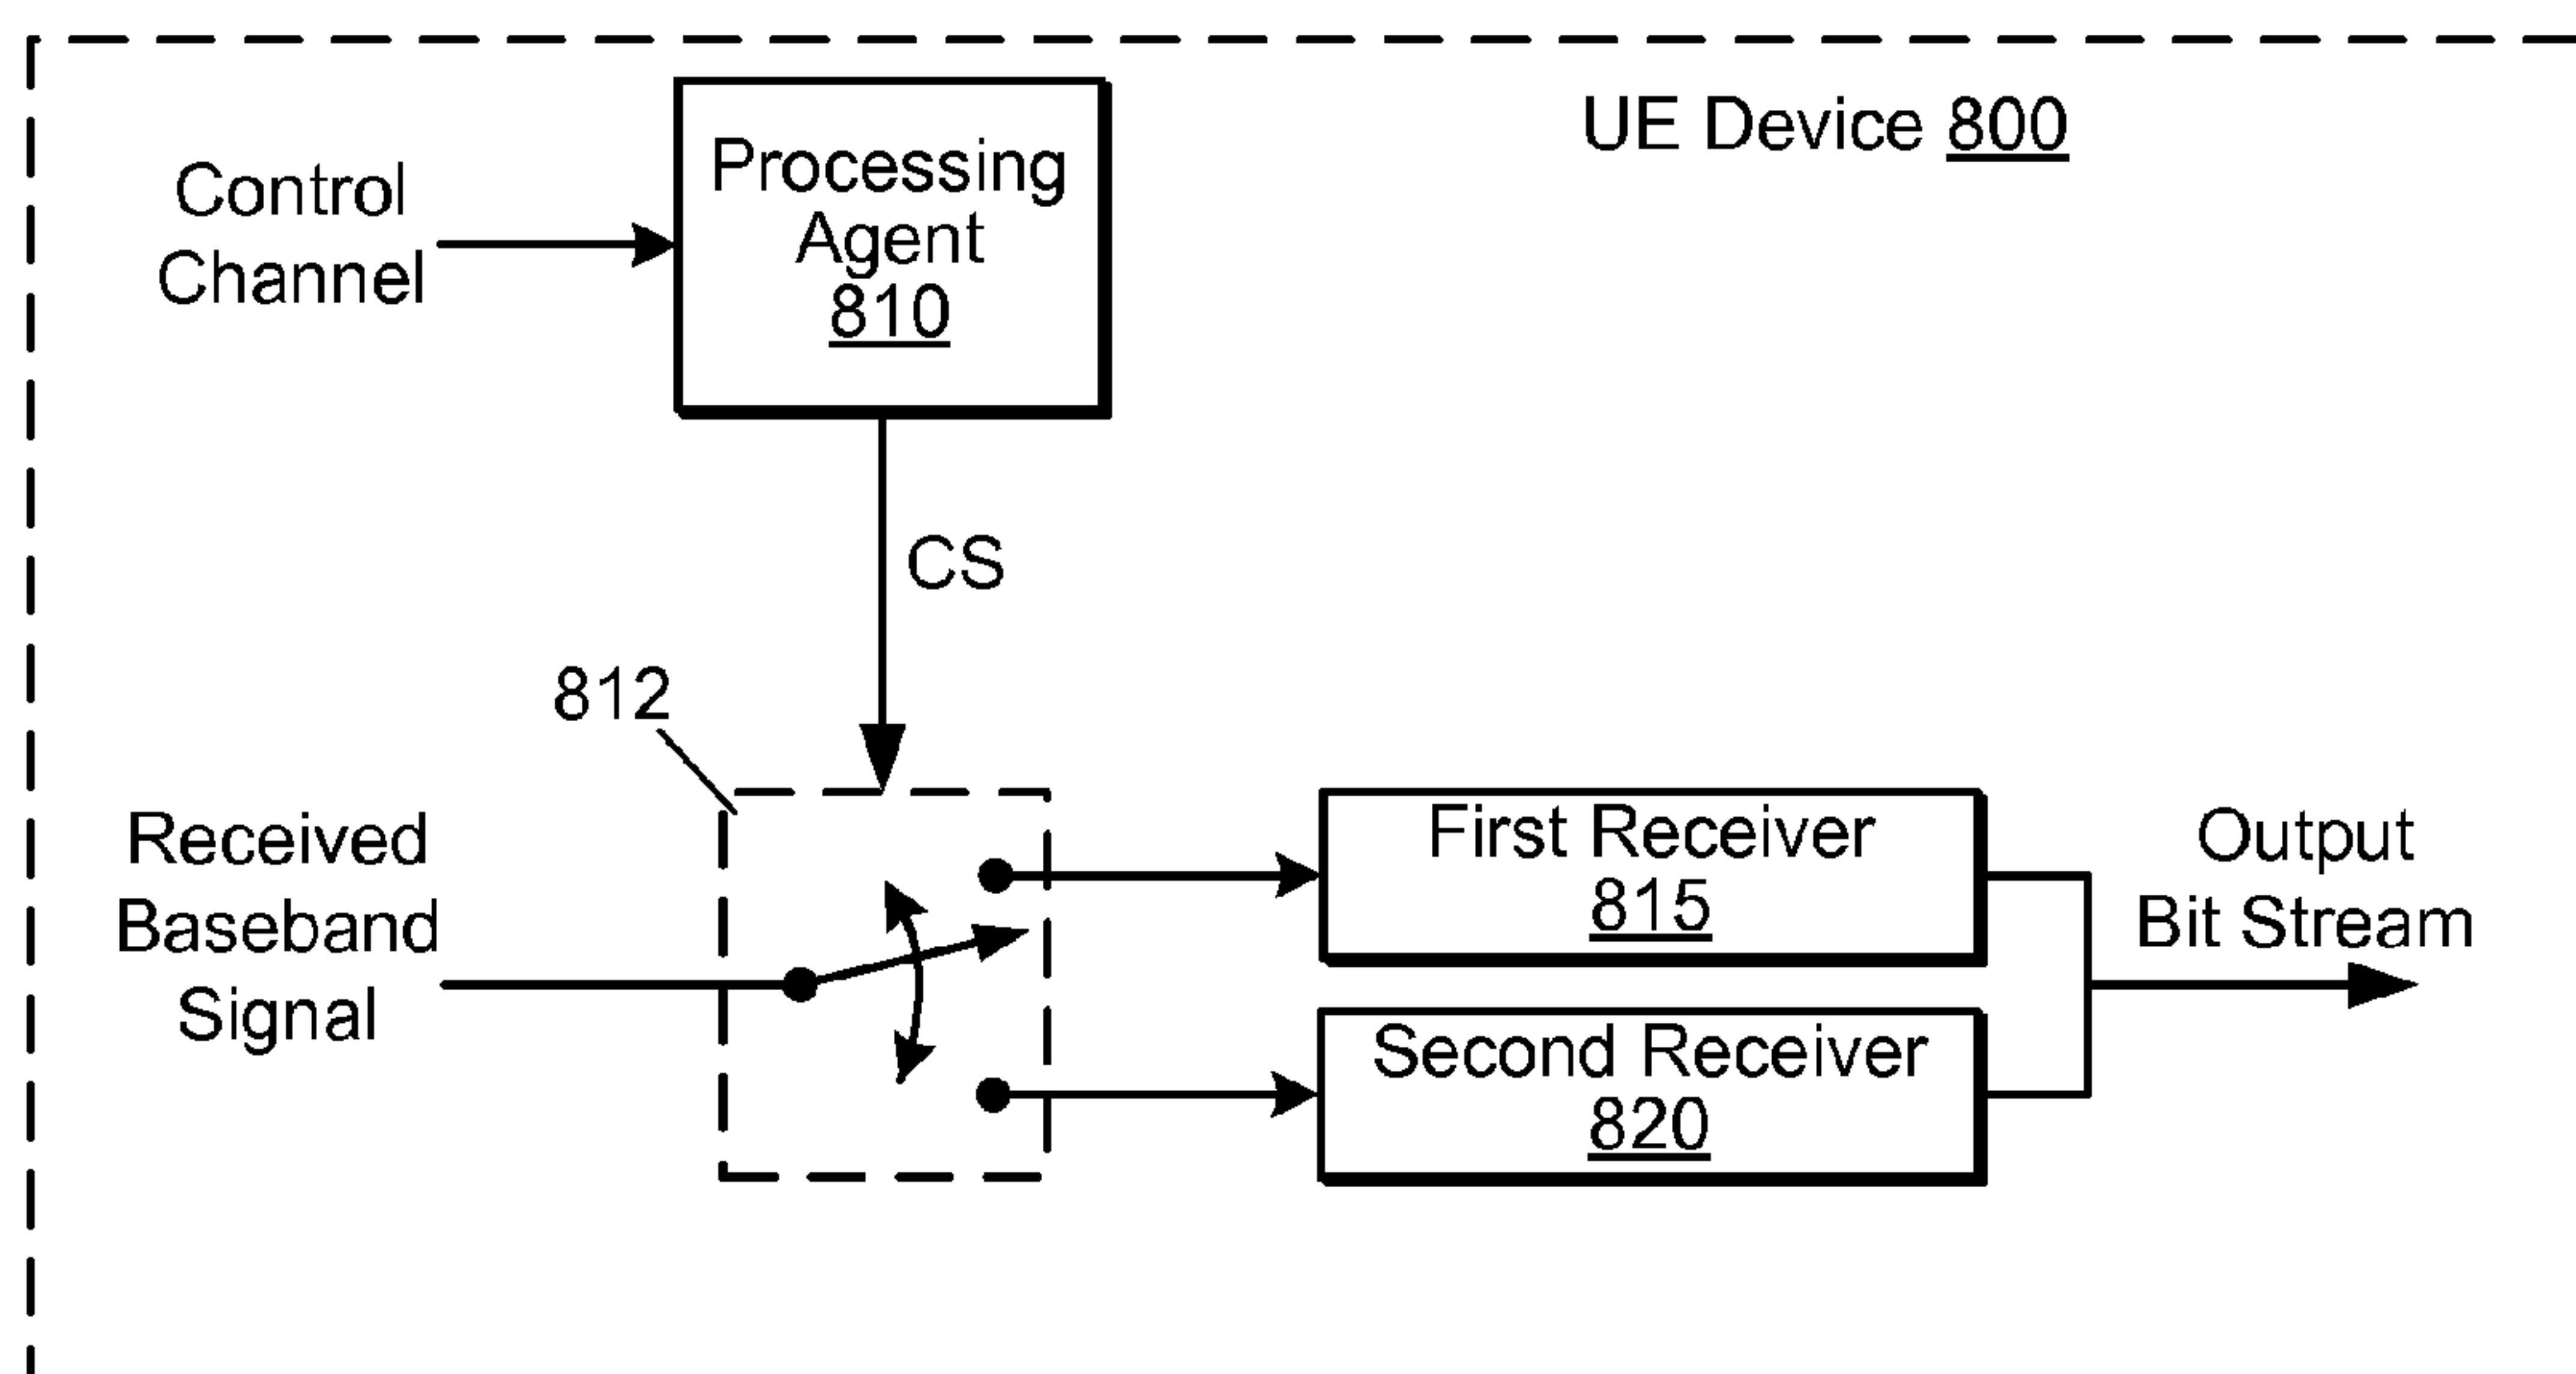 UE Device 800
Control
Channel
Processing
Agent
810
CS
812
Received
Baseband
Signal
First Receiver
815
Second Receiver
820
Output
Bit Stream